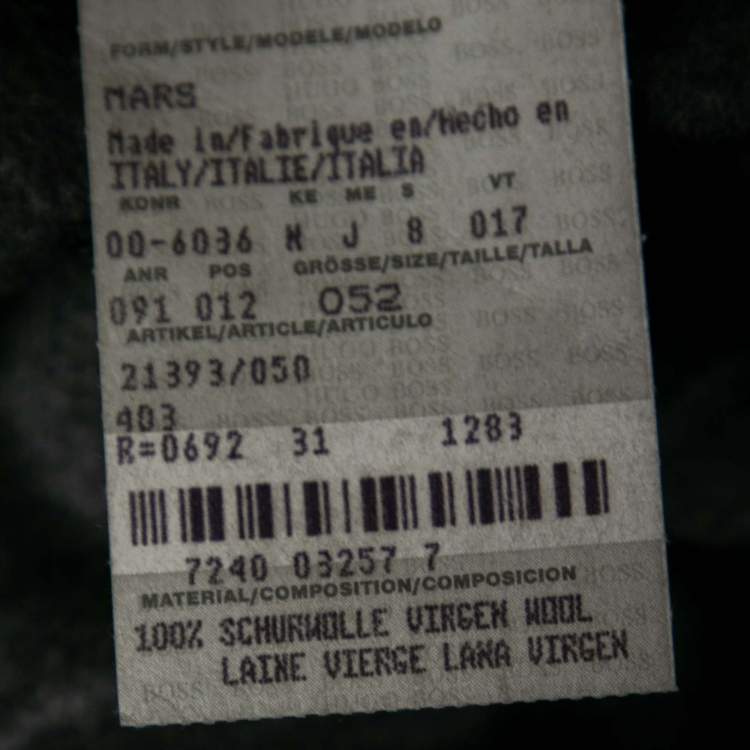 FORM/STYLE/MODELE/MODELO
MARS
Made in/Fabrique en/Hecho en
ITALY/ITALIE/ITALIA
KONR KE ME S VT
00-6036 N J 8 017
ANR POS GRÖSSE/SIZE/TAILLE/TALLA
091 012 052
ARTIKEL/ARTICLE/ARTICULO
21393/050
403
R=0692 31 1283
7240 03257 7
MATERIAL/COMPOSITION/COMPOSICION
100% SCHURWOLLE VIRGEN WOOL
LAINE VIERGE LANA VIRGEN